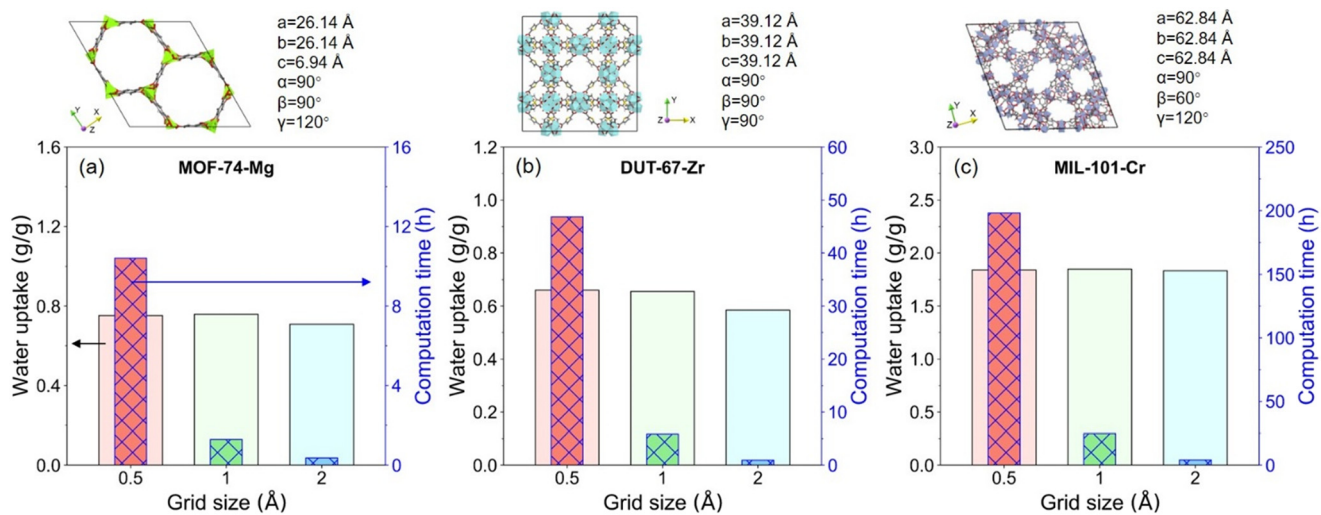 a=26.14 Å
b=26.14 Å
c=6.94 Å
α=90°
β=90°
γ=120°
Y
X
Z
a=39.12 Å
b=39.12 Å
c=39.12 Å
α=90°
β=90°
γ=90°
Y
Z
X
a=62.84 Å
b=62.84 Å
c=62.84 Å
α=90°
β=60°
γ=120°
Y
X
Z
(a)
MOF-74-Mg
Water uptake (g/g)
1.6
1.2
0.8
0.4
0.0
16
12
8
4
0
Computation time (h)
0.5
1
2
Grid size (Å)
(b)
DUT-67-Zr
Water uptake (g/g)
1.2
1.0
0.8
0.6
0.4
0.2
0.0
60
50
40
30
20
10
0
Computation time (h)
0.5
1
2
Grid size (Å)
(c)
MIL-101-Cr
Water uptake (g/g)
3.0
2.5
2.0
1.5
1.0
0.5
0.0
250
200
150
100
50
0
Computation time (h)
0.5
1
2
Grid size (Å)